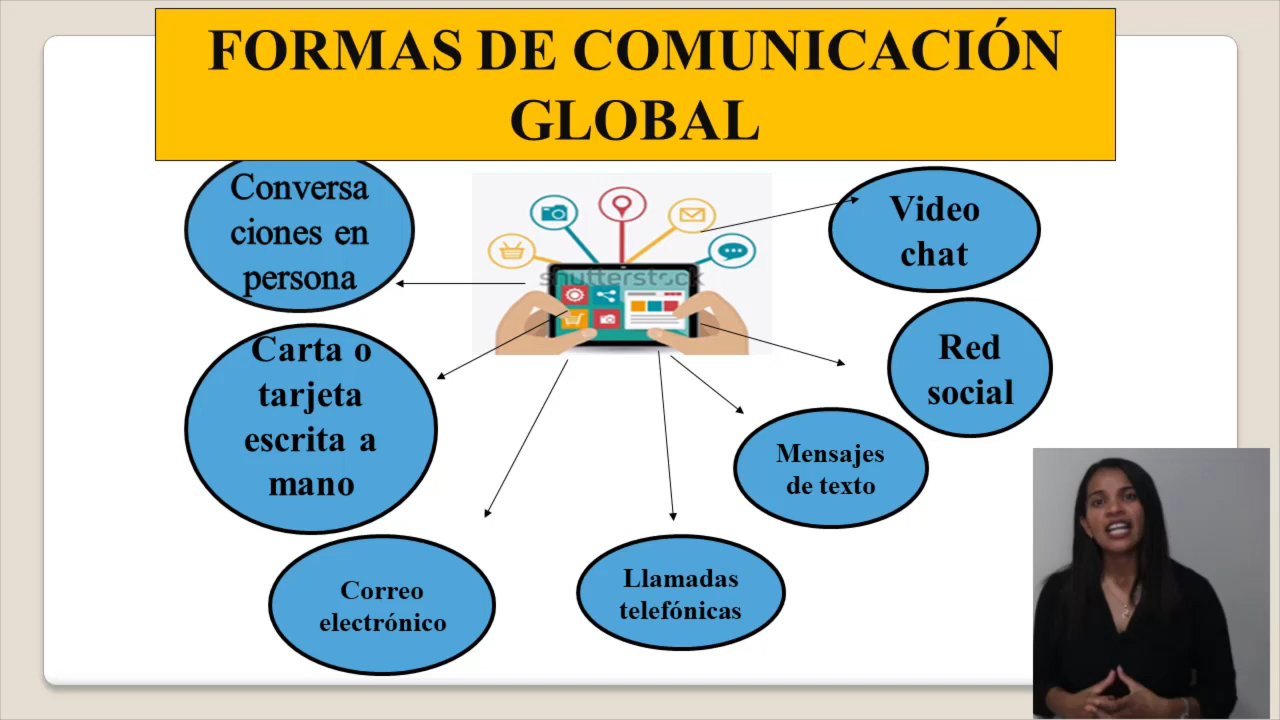 FORMAS DE COMUNICACIÓN
GLOBAL
Conversa
ciones en
persona
Video
chat
shutterstock
Carta o
tarjeta
escrita a
mano
Red
social
Mensajes
de texto
Correo
electrónico
Llamadas
telefónicas